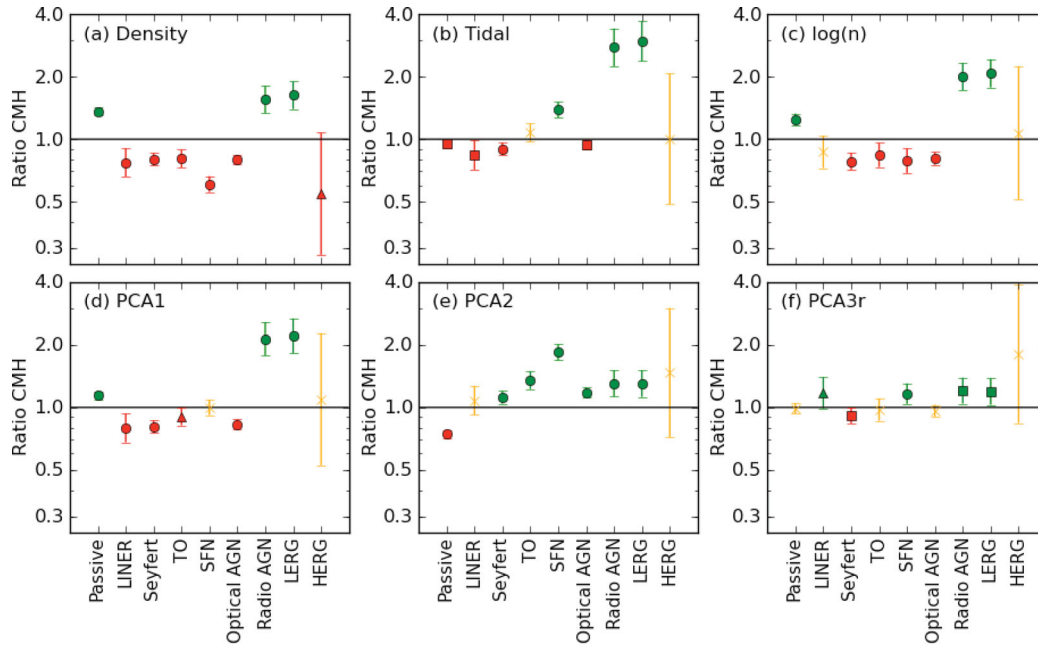 (a) Density
(b) Tidal
(c) log(n)
Ratio CMH
4.0
2.0
1.0
0.5
0.3
Ratio CMH
4.0
2.0
1.0
0.5
0.3
Ratio CMH
4.0
2.0
1.0
0.5
0.3
(d) PCA1
(e) PCA2
(f) PCA3r
Ratio CMH
4.0
2.0
1.0
0.5
0.3
Ratio CMH
4.0
2.0
1.0
0.5
0.3
Ratio CMH
4.0
2.0
1.0
0.5
0.3
Passive
LINER
Seyfert
TO
SFN
Optical AGN
Radio AGN
LERG
HERG
Passive
LINER
Seyfert
TO
SFN
Optical AGN
Radio AGN
LERG
HERG
Passive
LINER
Seyfert
TO
SFN
Optical AGN
Radio AGN
LERG
HERG